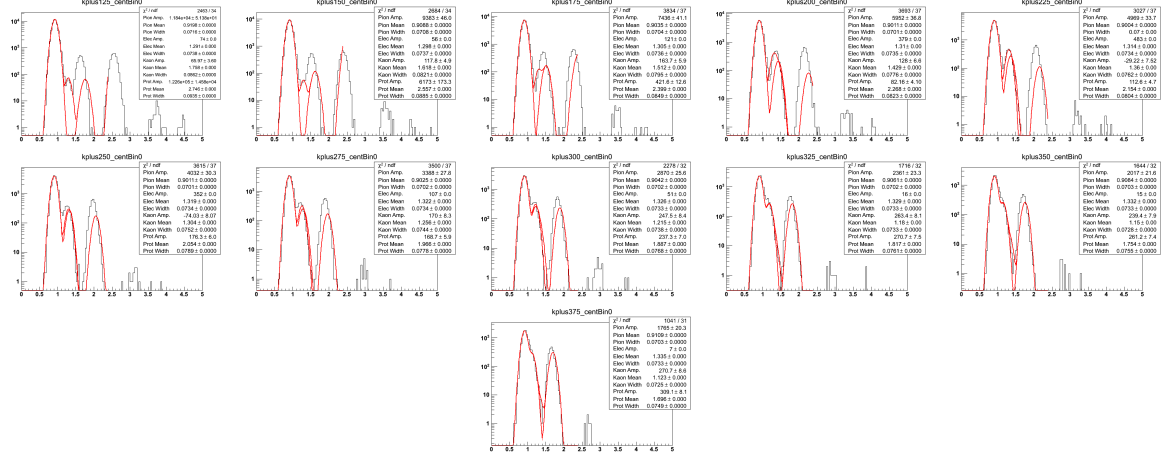 kplus125_centBin0
χ² / ndf 2463 / 34
Pion Amp. 1.184e+04 ± 5.138e+01
Pion Mean 0.9198 ± 0.0000
Pion Width 0.0716 ± 0.0000
Elec Amp. 74 ± 0.0
Elec Mean 1.291 ± 0.000
Elec Width 0.0738 ± 0.0000
Kaon Amp. 65.97 ± 3.60
Kaon Mean 1.758 ± 0.000
Kaon Width 0.0862 ± 0.0000
Prot Amp. 1.226e+05 ± 1.486e+04
Prot Mean 2.746 ± 0.000
Prot Width 0.0935 ± 0.0000
kplus150_centBin0
χ² / ndf 2684 / 34
Pion Amp. 9383 ± 46.0
Pion Mean 0.9088 ± 0.0000
Pion Width 0.0708 ± 0.0000
Elec Amp. 56 ± 0.0
Elec Mean 1.298 ± 0.000
Elec Width 0.0737 ± 0.0000
Kaon Amp. 117.8 ± 4.9
Kaon Mean 1.618 ± 0.000
Kaon Width 0.0821 ± 0.0000
Prot Amp. 6173 ± 173.3
Prot Mean 2.557 ± 0.000
Prot Width 0.0885 ± 0.0000
kplus175_centBin0
χ² / ndf 3834 / 37
Pion Amp. 7436 ± 41.1
Pion Mean 0.9035 ± 0.0000
Pion Width 0.0704 ± 0.0000
Elec Amp. 121 ± 0.0
Elec Mean 1.305 ± 0.000
Elec Width 0.0736 ± 0.0000
Kaon Amp. 163.7 ± 5.9
Kaon Mean 1.512 ± 0.000
Kaon Width 0.0795 ± 0.0000
Prot Amp. 421.6 ± 12.6
Prot Mean 2.399 ± 0.000
Prot Width 0.0849 ± 0.0000
kplus200_centBin0
χ² / ndf 3693 / 37
Pion Amp. 5952 ± 36.8
Pion Mean 0.9011 ± 0.0000
Pion Width 0.0701 ± 0.0000
Elec Amp. 379 ± 0.0
Elec Mean 1.31 ± 0.00
Elec Width 0.0735 ± 0.0000
Kaon Amp. 128 ± 6.6
Kaon Mean 1.429 ± 0.000
Kaon Width 0.0776 ± 0.0000
Prot Amp. 82.16 ± 4.10
Prot Mean 2.268 ± 0.000
Prot Width 0.0823 ± 0.0000
kplus225_centBin0
χ² / ndf 3027 / 37
Pion Amp. 4969 ± 33.7
Pion Mean 0.9004 ± 0.0000
Pion Width 0.07 ± 0.00
Elec Amp. 483 ± 0.0
Elec Mean 1.314 ± 0.000
Elec Width 0.0734 ± 0.0000
Kaon Amp. -29.22 ± 7.52
Kaon Mean 1.36 ± 0.00
Kaon Width 0.0762 ± 0.0000
Prot Amp. 112.6 ± 4.7
Prot Mean 2.154 ± 0.000
Prot Width 0.0804 ± 0.0000
kplus250_centBin0
χ² / ndf 3615 / 37
Pion Amp. 4032 ± 30.3
Pion Mean 0.9011 ± 0.0000
Pion Width 0.0701 ± 0.0000
Elec Amp. 352 ± 0.0
Elec Mean 1.319 ± 0.000
Elec Width 0.0734 ± 0.0000
Kaon Amp. -74.03 ± 8.07
Kaon Mean 1.304 ± 0.000
Kaon Width 0.0752 ± 0.0000
Prot Amp. 176.3 ± 6.0
Prot Mean 2.054 ± 0.000
Prot Width 0.0789 ± 0.0000
kplus275_centBin0
χ² / ndf 3500 / 37
Pion Amp. 3388 ± 27.8
Pion Mean 0.9025 ± 0.0000
Pion Width 0.0702 ± 0.0000
Elec Amp. 107 ± 0.0
Elec Mean 1.322 ± 0.000
Elec Width 0.0734 ± 0.0000
Kaon Amp. 170 ± 8.3
Kaon Mean 1.256 ± 0.000
Kaon Width 0.0744 ± 0.0000
Prot Amp. 168.7 ± 5.9
Prot Mean 1.966 ± 0.000
Prot Width 0.0776 ± 0.0000
kplus300_centBin0
χ² / ndf 2278 / 32
Pion Amp. 2870 ± 25.6
Pion Mean 0.9042 ± 0.0000
Pion Width 0.0702 ± 0.0000
Elec Amp. 51 ± 0.0
Elec Mean 1.326 ± 0.000
Elec Width 0.0733 ± 0.0000
Kaon Amp. 247.5 ± 8.4
Kaon Mean 1.215 ± 0.000
Kaon Width 0.0738 ± 0.0000
Prot Amp. 237.3 ± 7.0
Prot Mean 1.887 ± 0.000
Prot Width 0.0768 ± 0.0000
kplus325_centBin0
χ² / ndf 1716 / 32
Pion Amp. 2361 ± 23.3
Pion Mean 0.9061 ± 0.0000
Pion Width 0.0702 ± 0.0000
Elec Amp. 16 ± 0.0
Elec Mean 1.329 ± 0.000
Elec Width 0.0733 ± 0.0000
Kaon Amp. 263.4 ± 8.1
Kaon Mean 1.18 ± 0.00
Kaon Width 0.0733 ± 0.0000
Prot Amp. 270.7 ± 7.5
Prot Mean 1.817 ± 0.000
Prot Width 0.0761 ± 0.0000
kplus350_centBin0
χ² / ndf 1644 / 32
Pion Amp. 2017 ± 21.6
Pion Mean 0.9084 ± 0.0000
Pion Width 0.0703 ± 0.0000
Elec Amp. 15 ± 0.0
Elec Mean 1.332 ± 0.000
Elec Width 0.0733 ± 0.0000
Kaon Amp. 239.4 ± 7.9
Kaon Mean 1.15 ± 0.00
Kaon Width 0.0728 ± 0.0000
Prot Amp. 261.2 ± 7.4
Prot Mean 1.754 ± 0.000
Prot Width 0.0755 ± 0.0000
kplus375_centBin0
χ² / ndf 1041 / 31
Pion Amp. 1765 ± 20.3
Pion Mean 0.9109 ± 0.0000
Pion Width 0.0703 ± 0.0000
Elec Amp. 7 ± 0.0
Elec Mean 1.335 ± 0.000
Elec Width 0.0733 ± 0.0000
Kaon Amp. 270.7 ± 8.6
Kaon Mean 1.123 ± 0.000
Kaon Width 0.0725 ± 0.0000
Prot Amp. 309.1 ± 8.1
Prot Mean 1.698 ± 0.000
Prot Width 0.0749 ± 0.0000
0 0.5 1 1.5 2 2.5 3 3.5 4 4.5 5